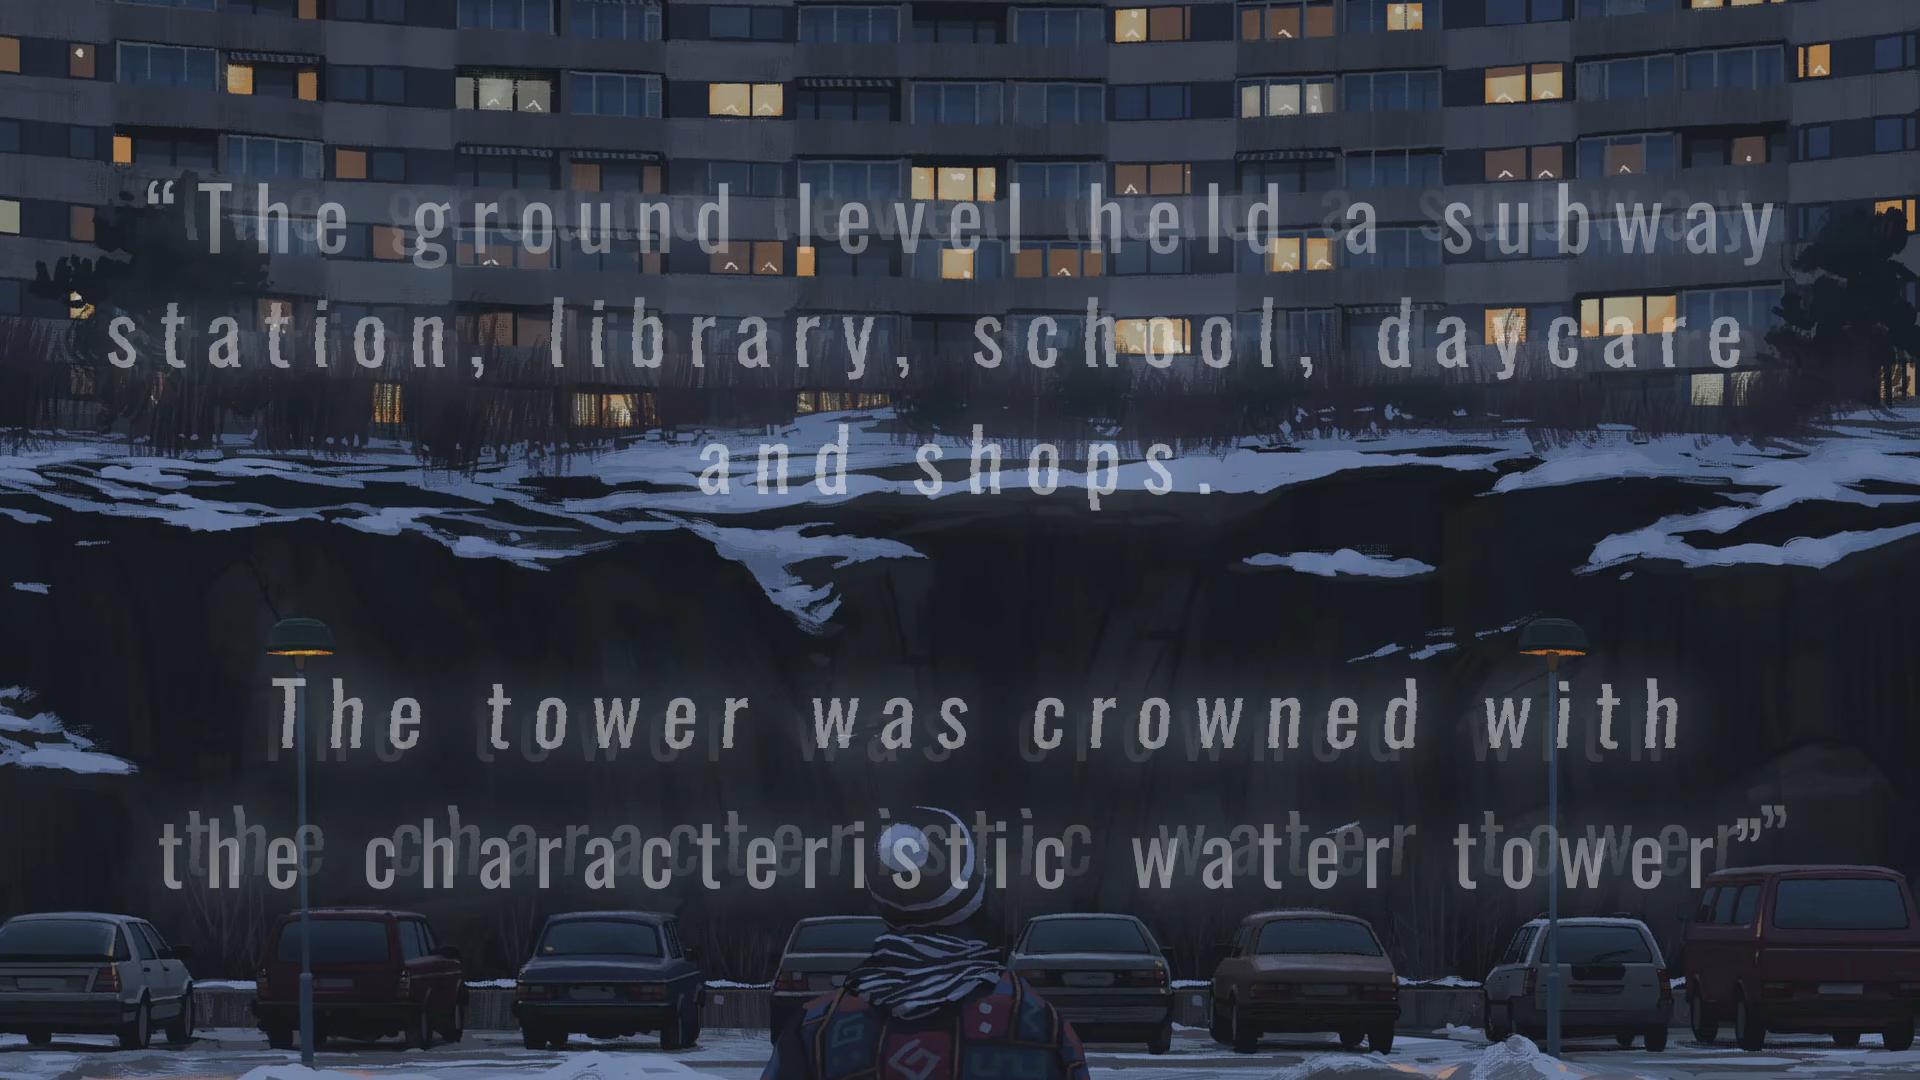 “The ground level held a subway
station, library, school, daycare
and shops.
The tower was crowned with
the characteristic water tower”